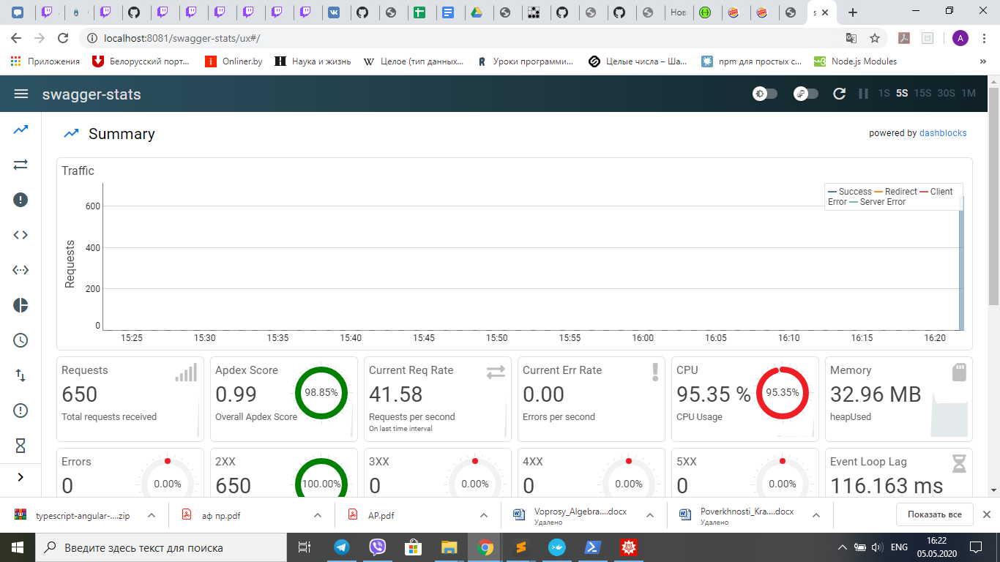 s
Нов
localhost:8081/swagger-stats/ux#/
A
Приложения
Белорусский порт...
Onliner.by
Наука и жизнь
Целое (тип данных...
Уроки программи...
Целые числа – Ша...
npm для простых с...
Node.js Modules
»
swagger-stats
1S 5S 15S 30S 1M
Summary
powered by dashblocks
Traffic
Success Redirect Client
Error Server Error
Requests
600
400
200
0
15:25 15:30 15:35 15:40 15:45 15:50 15:55 16:00 16:05 16:10 16:15 16:20
Requests
650
Total requests received
Apdex Score
0.99
98.85%
Overall Apdex Score
Current Req Rate
41.58
Requests per second
On last time interval
Current Err Rate
0.00
Errors per second
CPU
95.35 %
95.35%
CPU Usage
Memory
32.96 MB
heapUsed
Errors
0
0.00%
2XX
650
100.00%
3XX
0
0.00%
4XX
0
0.00%
5XX
0
0.00%
Event Loop Lag
116.163 ms
typescript-angular-....zip
аф пр.pdf
AP.pdf
Voprosy_Algebra....docx
Удалено
Poverkhnosti_Kra....docx
Удалено
Показать все
Введите здесь текст для поиска
ENG
16:22
05.05.2020